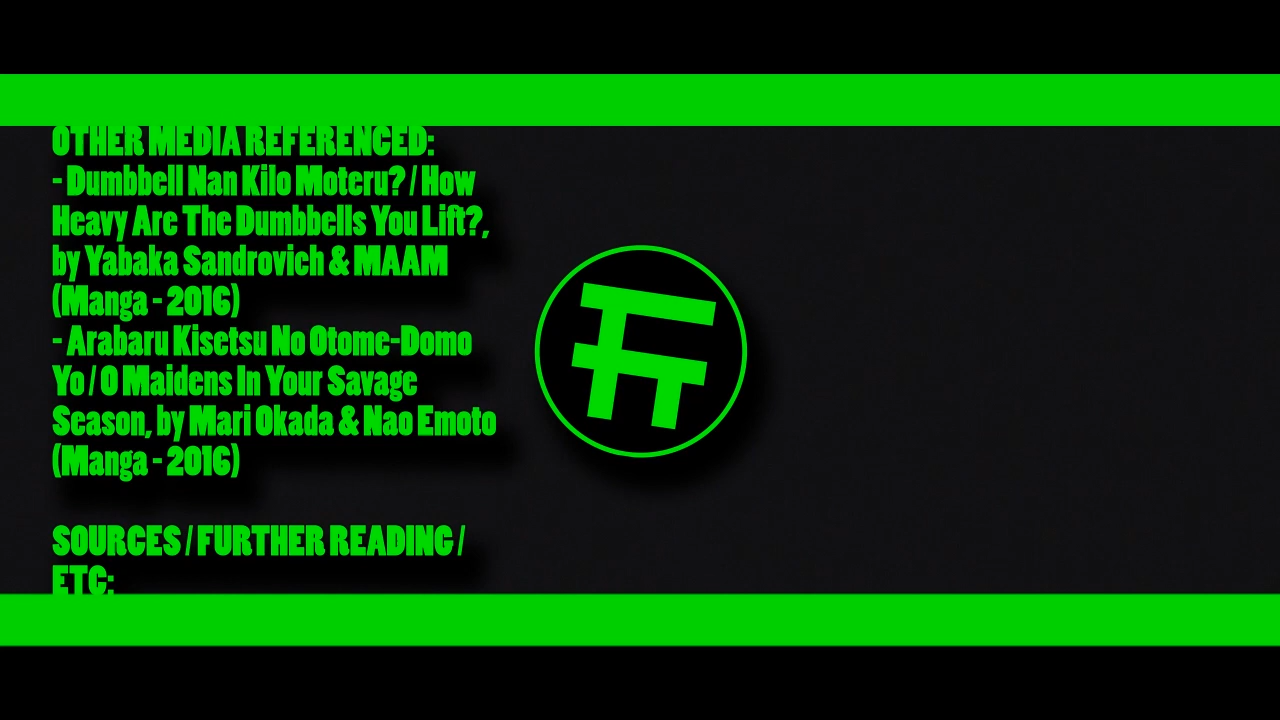 OTHER MEDIA REFERENCED:
- Dumbbell Nan Kilo Moteru? / How
Heavy Are The Dumbbells You Lift?,
by Yabaka Sandrovich & MAAM
(Manga - 2016)
- Arabaru Kisetsu No Otome-Domo
Yo / O Maidens In Your Savage
Season, by Mari Okada & Nao Emoto
(Manga - 2016)
SOURCES / FURTHER READING /
ETC: